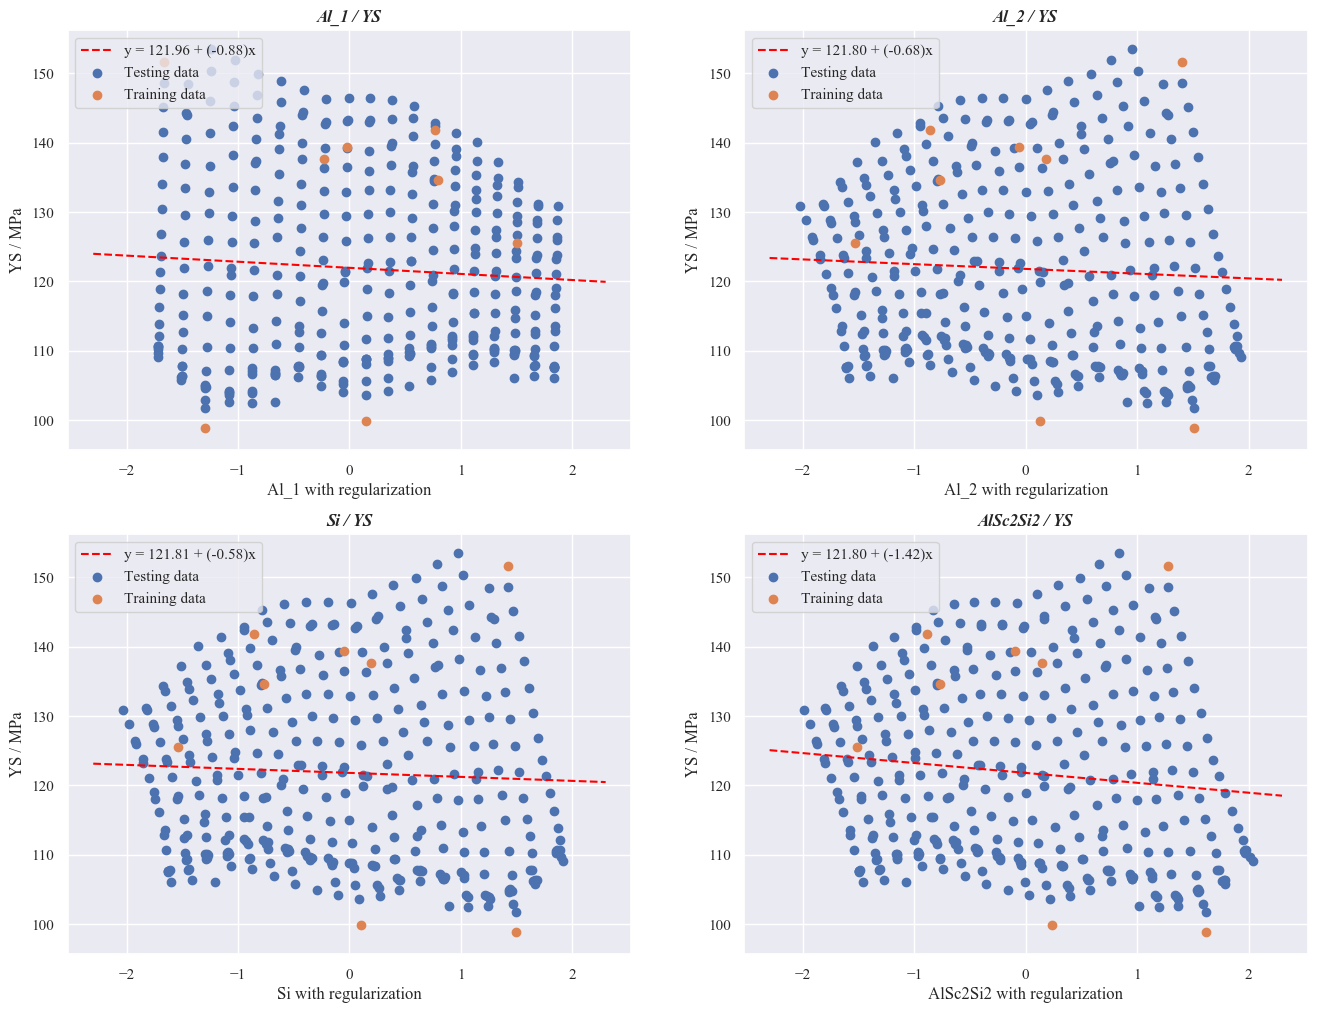 Al_1 / YS
y = 121.96 + (-0.88)x
Testing data
Training data
150
140
130
120
110
100
YS / MPa
−2
−1
0
1
2
Al_1 with regularization
Al_2 / YS
y = 121.80 + (-0.68)x
Testing data
Training data
150
140
130
120
110
100
YS / MPa
−2
−1
0
1
2
Al_2 with regularization
Si / YS
y = 121.81 + (-0.58)x
Testing data
Training data
150
140
130
120
110
100
YS / MPa
−2
−1
0
1
2
Si with regularization
AlSc2Si2 / YS
y = 121.80 + (-1.42)x
Testing data
Training data
150
140
130
120
110
100
YS / MPa
−2
−1
0
1
2
AlSc2Si2 with regularization